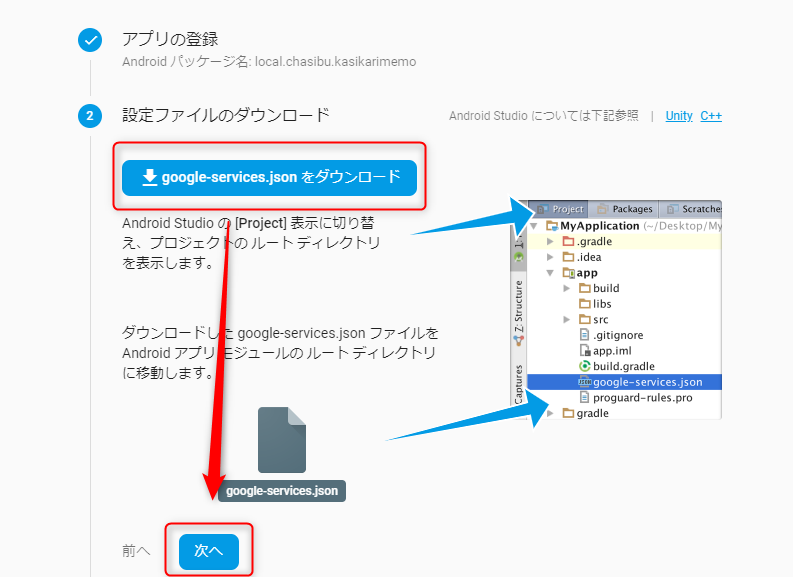 アプリの登録
Android パッケージ名: local.chasibu.kasikarimemo
2
設定ファイルのダウンロード
Android Studio については下記参照 | Unity C++
google-services.json をダウンロード
Android Studio の [Project] 表示に切り替
え、プロジェクトの ルート ディレクトリ
を表示します。
ダウンロードした google-services.json ファイルを
Android アプリ モジュールの ルート ディレクトリ
に移動します。
google-services.json
Project Packages Scratches
MyApplication (~/Desktop/My
.gradle
.idea
app
build
libs
src
.gitignore
app.iml
build.gradle
google-services.json
proguard-rules.pro
gradle
Z: Structure
Captures
前へ
次へ